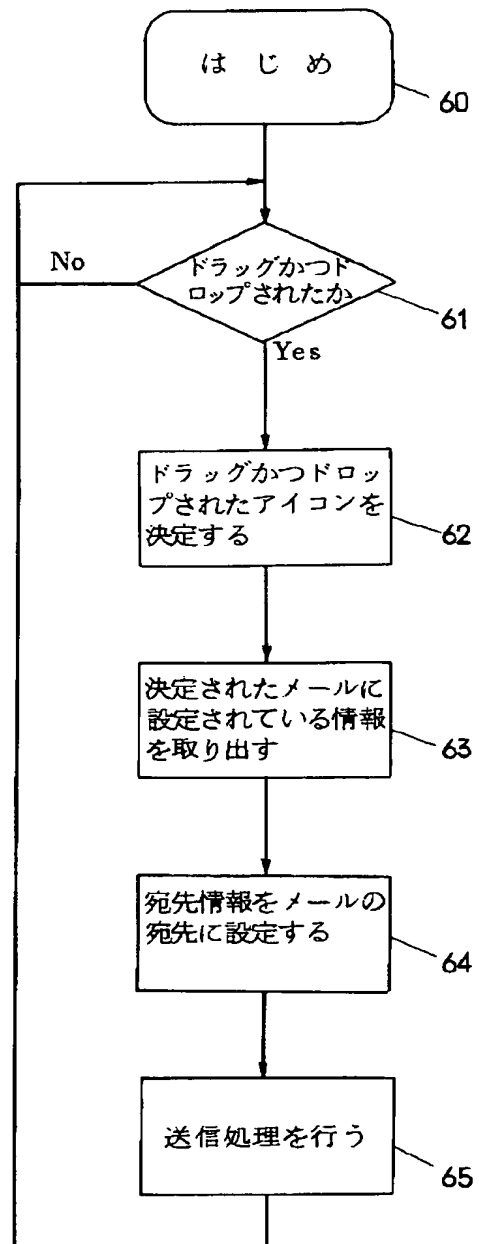 は じ め
60
No
ドラッグかつド
ロップされたか
61
Yes
ドラッグかつドロッ
プされたアイコンを
決定する
62
決定されたメールに
設定されている情報
を取り出す
63
宛先情報をメールの
宛先に設定する
64
送信処理を行う
65